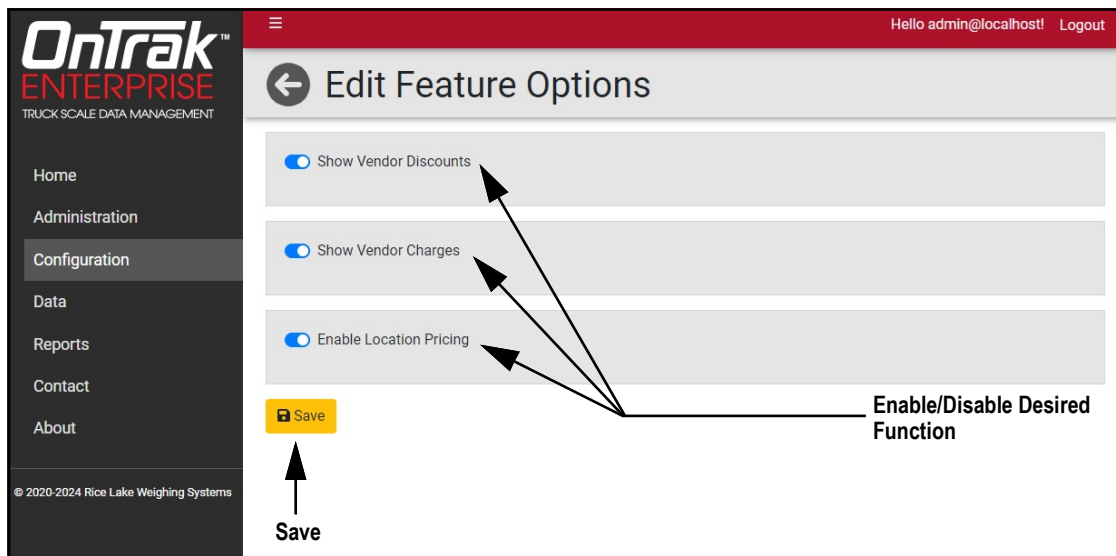 OnTrak™
ENTERPRISE
TRUCK SCALE DATA MANAGEMENT
Home
Administration
Configuration
Data
Reports
Contact
About
© 2020-2024 Rice Lake Weighing Systems
Hello admin@localhost! Logout
Edit Feature Options
Show Vendor Discounts
Show Vendor Charges
Enable Location Pricing
Save
Enable/Disable Desired
Function
Save